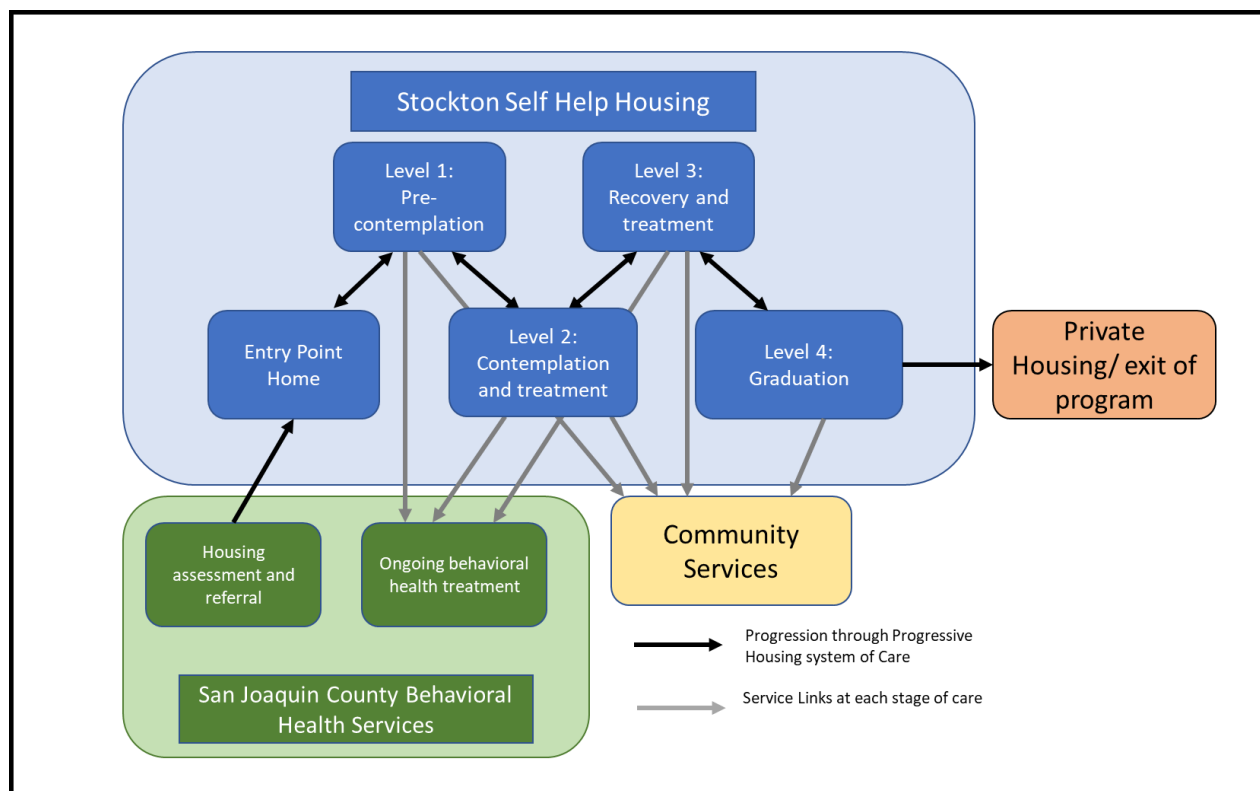 Stockton Self Help Housing
Level 1:
Pre-
contemplation
Level 3:
Recovery and
treatment
Entry Point
Home
Level 2:
Contemplation
and treatment
Level 4:
Graduation
Private
Housing/ exit of
program
Housing
assessment and
referral
Ongoing behavioral
health treatment
Community
Services
San Joaquin County Behavioral
Health Services
Progression through Progressive
Housing system of Care
Service Links at each stage of care